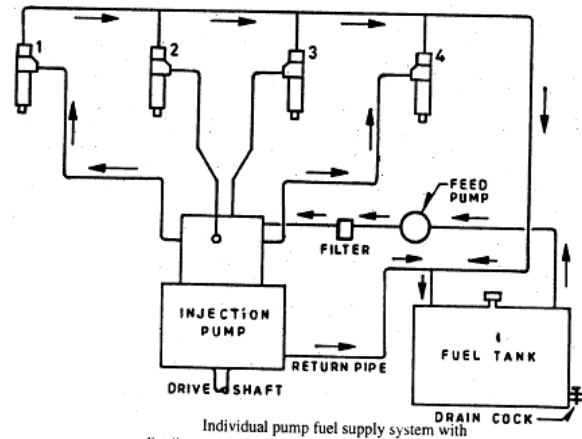 1
2
3
4
FEED
PUMP
FILTER
INJECTION
PUMP
FUEL TANK
RETURN PIPE
DRIVE SHAFT
DRAIN COCK
Individual pump fuel supply system with